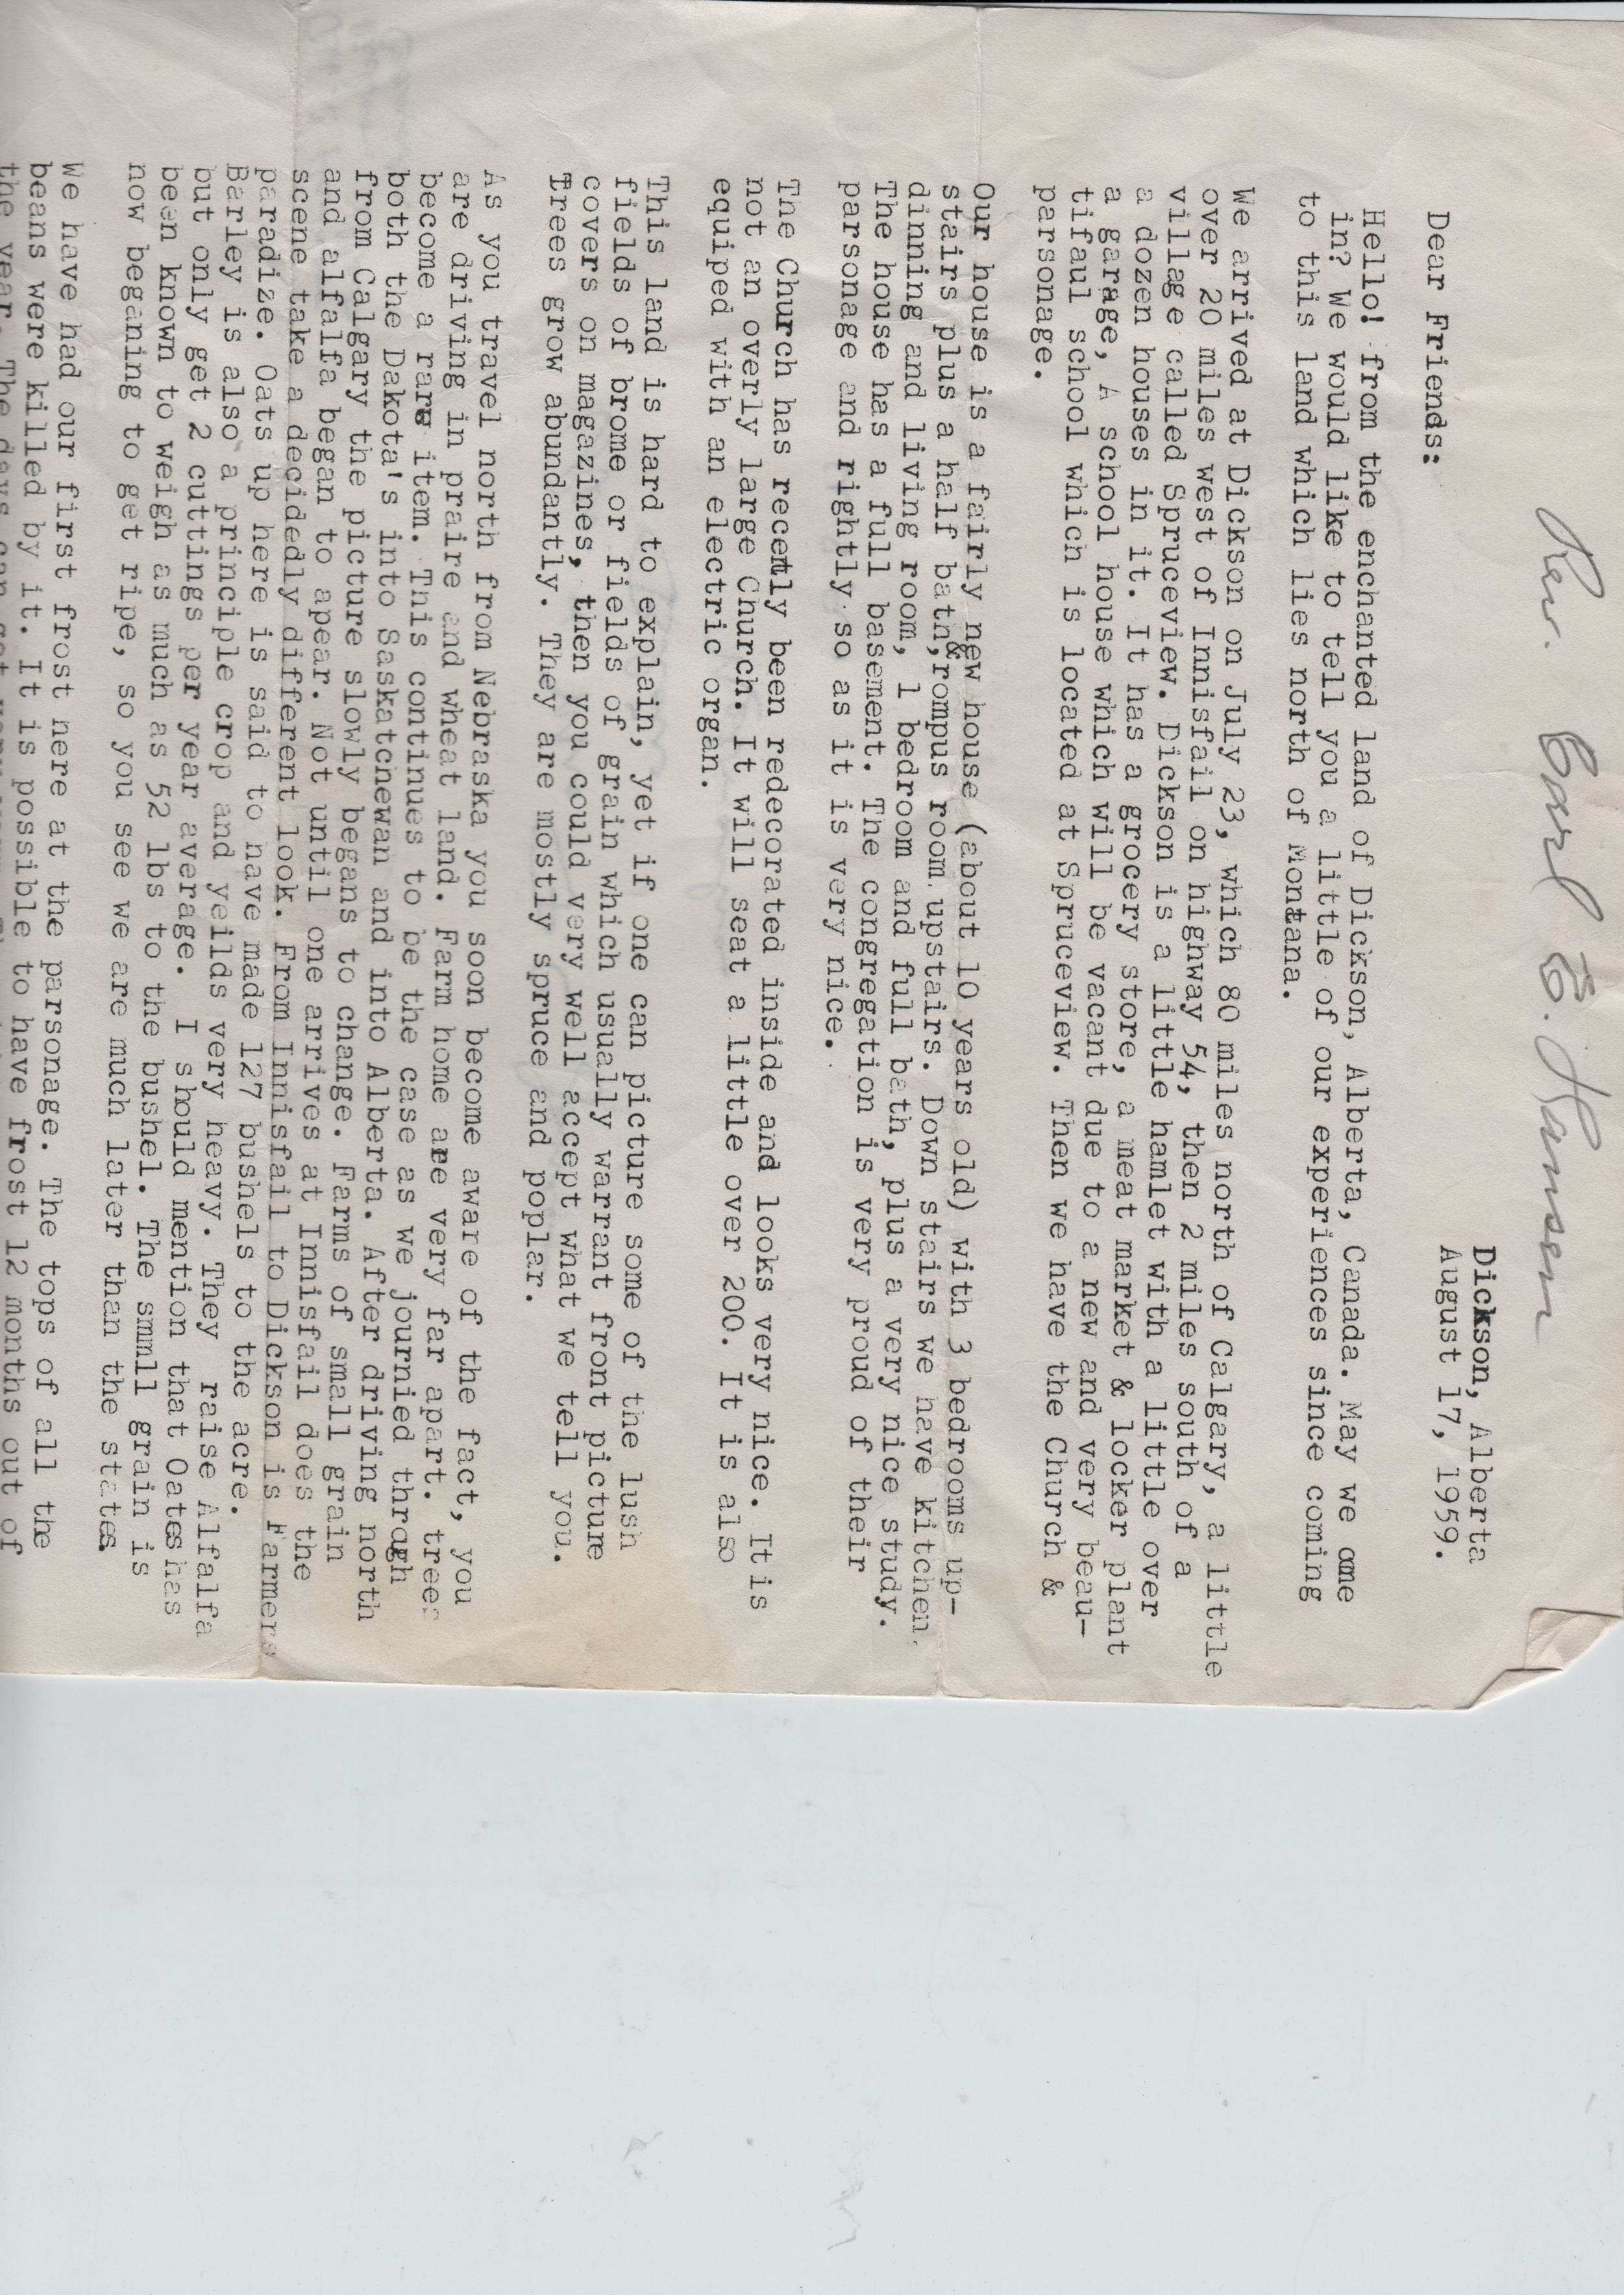 Rev. Carl E. Hansen
Dickson, Alberta
August 17, 1959.
Dear Friends:
Hello! from the enchanted land of Dickson, Alberta, Canada. May we come
in? We would like to tell you a little of our experiences since coming
to this land which lies north of Montana.
We arrived at Dickson on July 23, which 80 miles north of Calgary, a little
over 20 miles west of Innisfail on highway 54, then 2 miles south of a
village called Spruceview. Dickson is a little hamlet with a little over
a dozen houses in it. It has a grocery store, a meat market & locker plant
a garage, A school house which will be vacant due to a new and very beau-
tifaul school which is located at Spruceview. Then we have the Church &
parsonage.
Our house is a fairly new house (about 10 years old) with 3 bedrooms up-
stairs plus a half bath,& rompus room upstairs. Down stairs we have kitchen,
dinning and living room, 1 bedroom and full bath, plus a very nice study.
The house has a full basement. The congregation is very proud of their
parsonage and rightly so as it is very nice.
The Church has recently been redecorated inside and looks very nice. It is
not an overly large Church. It will seat a little over 200. It is also
equiped with an electric organ.
This land is hard to explain, yet if one can picture some of the lush
fields of brome or fields of grain which usually warrant front picture
covers on magazines, then you could very well accept what we tell you.
Trees grow abundantly. They are mostly spruce and poplar.
As you travel north from Nebraska you soon become aware of the fact, you
are driving in praire and wheat land. Farm home are very far apart. trees
become a rare item. This continues to be the case as we journied through
both the Dakota's into Saskatchewan and into Alberta. After driving north
from Calgary the picture slowly begans to change. Farms of small grain
and alfalfa began to appear. Not until one arrives at Innisfail does the
scene take a decidedly different look. From Innisfail to Dickson is Farmers
paradize. Oats up here is said to have made 127 bushels to the acre.
Barley is also a principle crop and yeilds very heavy. They raise Alfalfa
but only get 2 cuttings per year average. I should mention that Oates has
been known to weigh as much as 52 lbs to the bushel. The smmll grain is
now beganing to get ripe, so you see we are much later than the states.
We have had our first frost here at the parsonage. The tops of all the
beans were killed by it. It is possible to have frost 12 months out of
the year. The days can get very